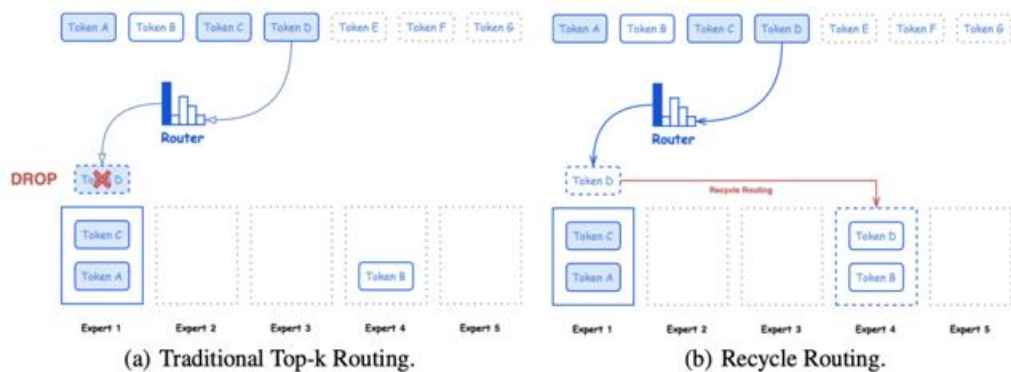 Token A Token B Token C Token D Token E Token F Token G
Router
DROP Token D
Token C
Token A Token B
Expert 1 Expert 2 Expert 3 Expert 4 Expert 5
(a) Traditional Top-k Routing.
Token A Token B Token C Token D Token E Token F Token G
Router
Token D
Recycle Routing
Token C Token D
Token A Token B
Expert 1 Expert 2 Expert 3 Expert 4 Expert 5
(b) Recycle Routing.